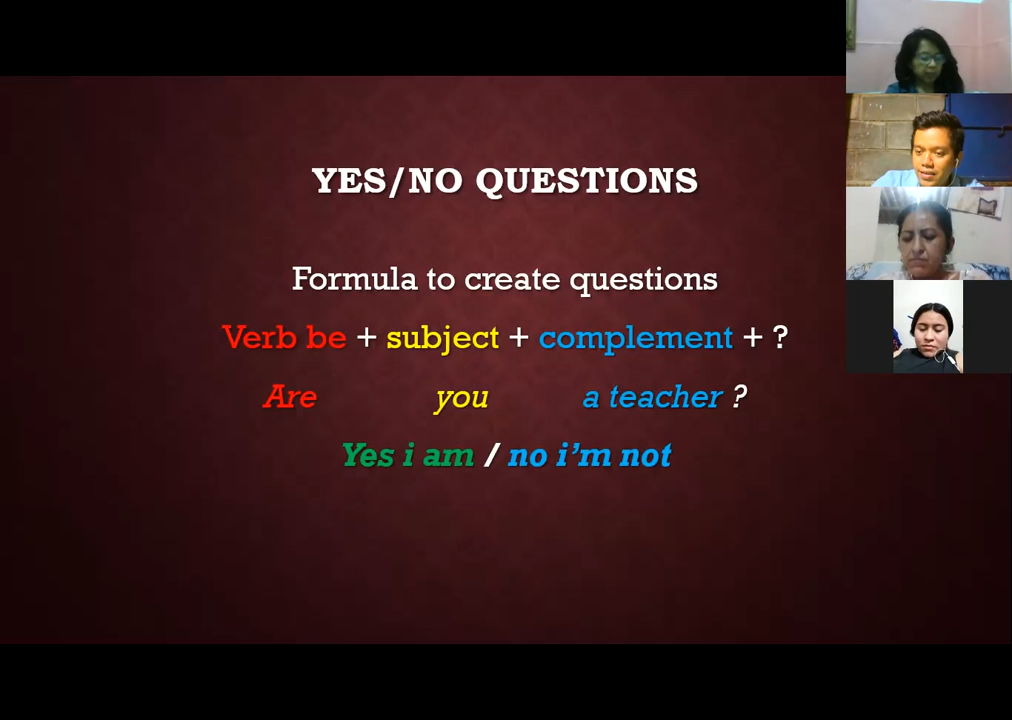 YES/NO QUESTIONS
Formula to create questions
Verb be + subject + complement + ?
Are you a teacher ?
Yes i am / no i'm not